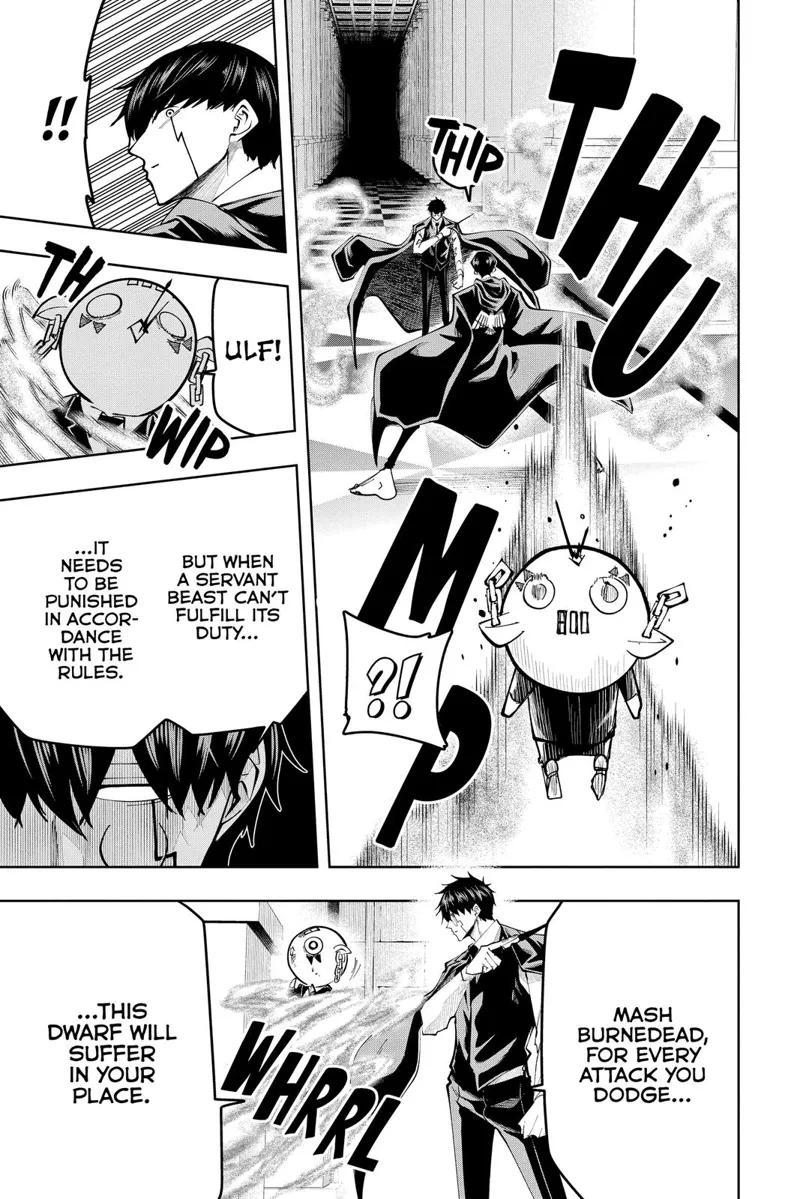 THIP
THU
MP
?!
!!
ULF!
TH
WIP
BUT WHEN
A SERVANT
BEAST CAN'T
FULFILL ITS
DUTY...
...IT
NEEDS
TO BE
PUNISHED
IN ACCOR-
DANCE
WITH THE
RULES.
MASH
BURNEDEAD,
FOR EVERY
ATTACK YOU
DODGE...
WHRRL
...THIS
DWARF WILL
SUFFER
IN YOUR
PLACE.